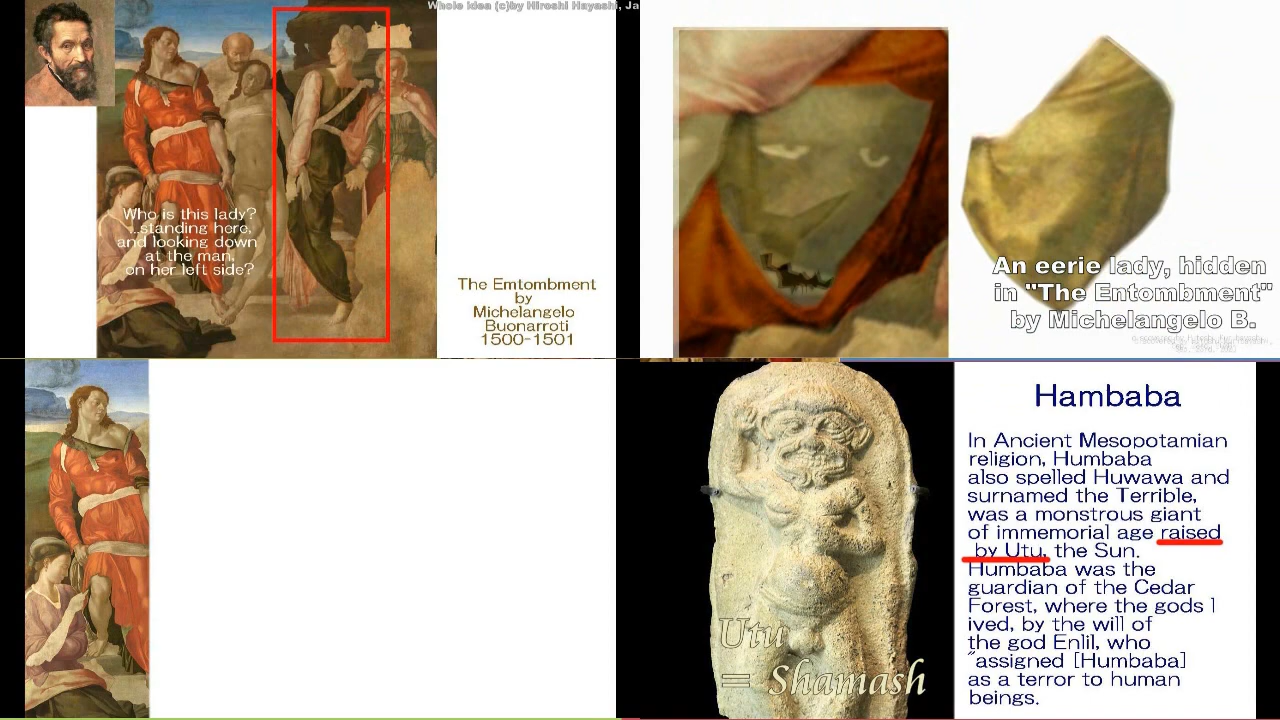 Whole idea (c)by Hiroshi Hayashi, Ja
Who is this lady?
...standing here,
and looking down
at the man,
on her left side?
The Emtombment
by
Michelangelo
Buonarroti
1500-1501
An eerie lady, hidden
in "The Entombment"
by Michelangelo B.
Utu
= Shamash
Hambaba
In Ancient Mesopotamian
religion, Humbaba
also spelled Huwawa and
surnamed the Terrible,
was a monstrous giant
of immemorial age raised
by Utu, the Sun.
Humbaba was the
guardian of the Cedar
Forest, where the gods l
ived, by the will of
the god Enlil, who
"assigned [Humbaba]
as a terror to human
beings.